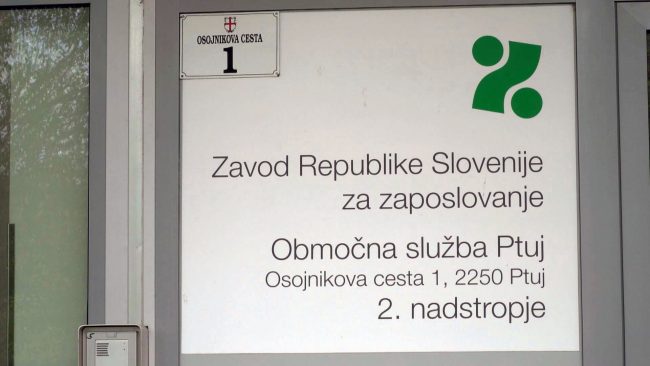 OSOJNIKOVA CESTA
1
Zavod Republike Slovenije
za zaposlovanje
Območna služba Ptuj
Osojnikova cesta 1, 2250 Ptuj
2. nadstropje